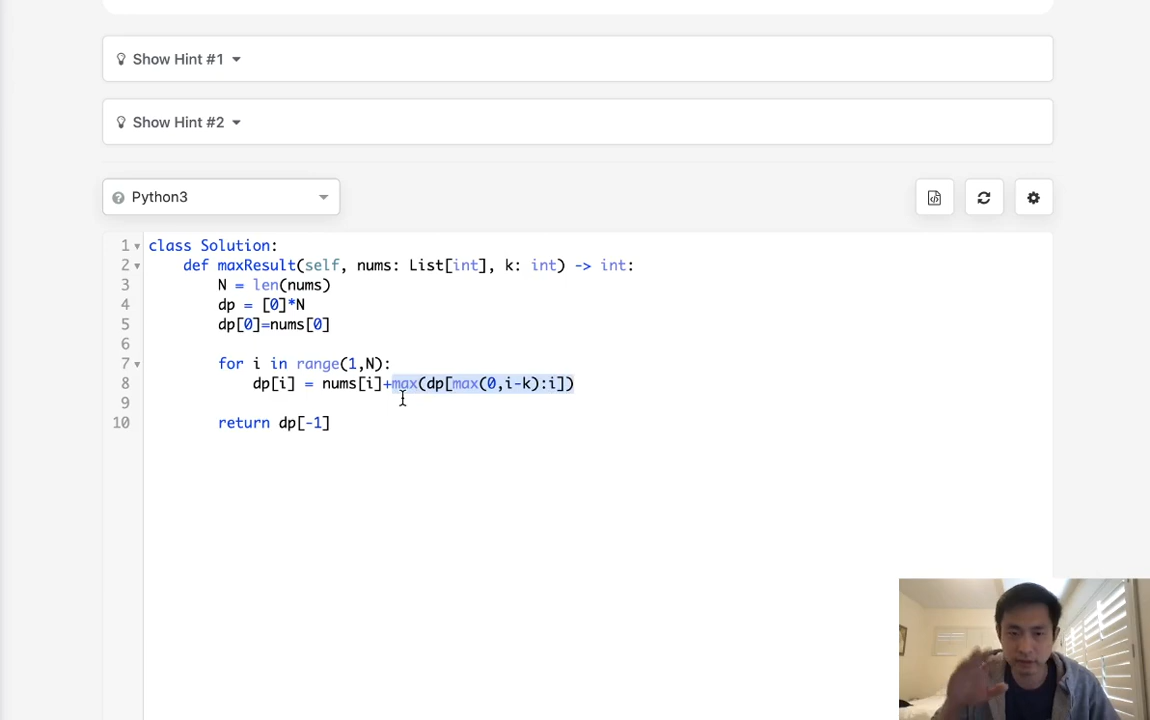 Show Hint #1
Show Hint #2
Python3
1 class Solution:
2 def maxResult(self, nums: List[int], k: int) -> int:
3 N = len(nums)
4 dp = [0]*N
5 dp[0]=nums[0]
6
7 for i in range(1,N):
8 dp[i] = nums[i]+max(dp[max(0,i-k):i])
9
10 return dp[-1]